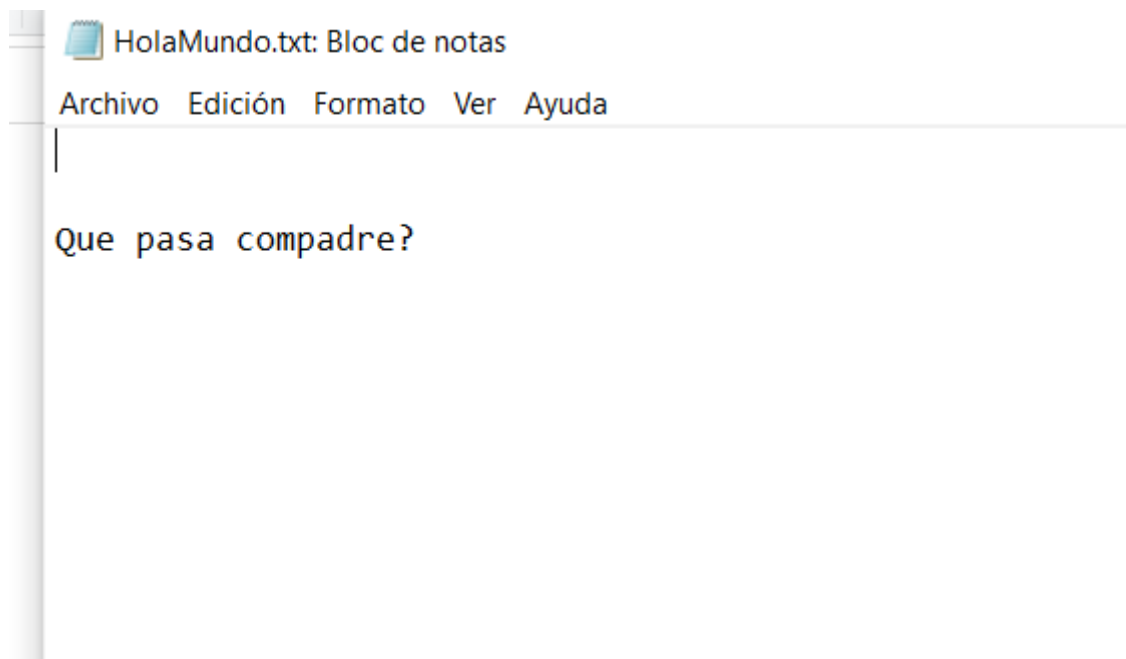 HolaMundo.txt: Bloc de notas
Archivo Edición Formato Ver Ayuda
Que pasa compadre?